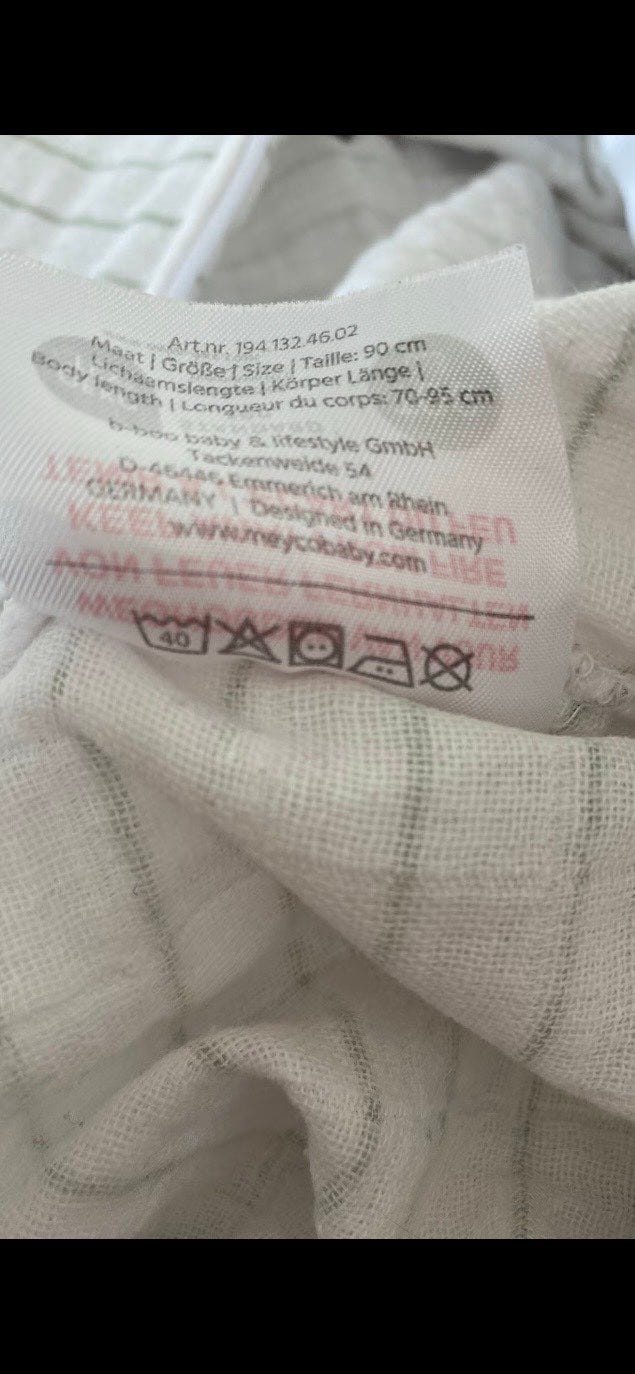 Art.nr. 194.132.46.02
Maat | Größe | Size | Taille: 90 cm
Lichaamslengte | Körper Länge |
Body length | Longueur du corps: 70-95 cm
b-boo baby & lifestyle GmbH
Tackenweide 54
D-46446 Emmerich am Rhein
GERMANY | Designed in Germany
www.meycobaby.com
40